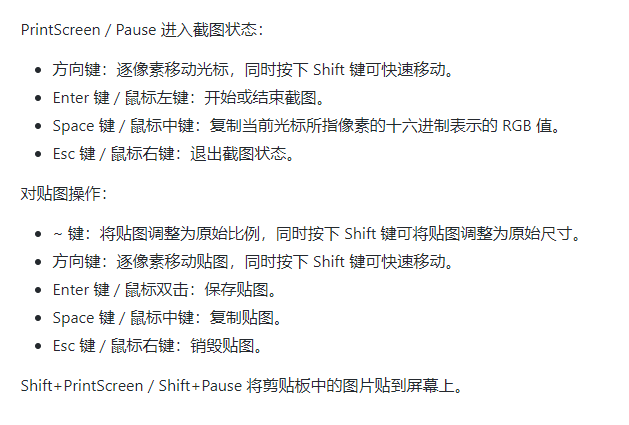 PrintScreen / Pause 进入截图状态：
• 方向键：逐像素移动光标，同时按下 Shift 键可快速移动。
• Enter 键 / 鼠标左键：开始或结束截图。
• Space 键 / 鼠标中键：复制当前光标所指像素的十六进制表示的 RGB 值。
• Esc 键 / 鼠标右键：退出截图状态。
对贴图操作：
• ~ 键：将贴图调整为原始比例，同时按下 Shift 键可将贴图调整为原始尺寸。
• 方向键：逐像素移动贴图，同时按下 Shift 键可快速移动。
• Enter 键 / 鼠标双击：保存贴图。
• Space 键 / 鼠标中键：复制贴图。
• Esc 键 / 鼠标右键：销毁贴图。
Shift+PrintScreen / Shift+Pause 将剪贴板中的图片贴到屏幕上。